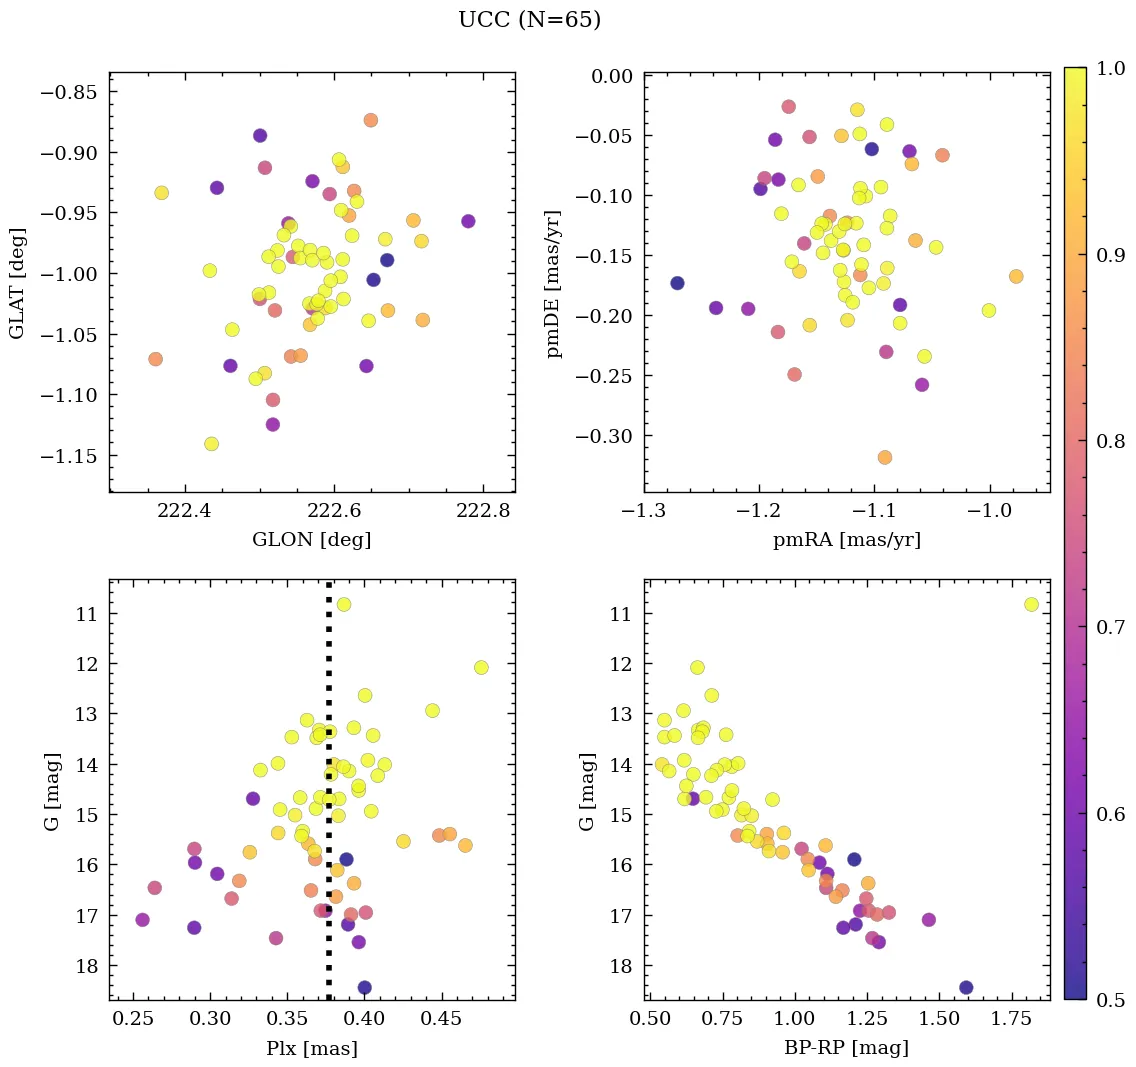 UCC (N=65)
−0.85
−0.90
−0.95
−1.00
−1.05
−1.10
−1.15
GLAT [deg]
222.4 222.6 222.8
GLON [deg]
0.00
−0.05
−0.10
−0.15
−0.20
−0.25
−0.30
pmDE [mas/yr]
−1.3 −1.2 −1.1 −1.0
pmRA [mas/yr]
11
12
13
14
15
16
17
18
G [mag]
0.25 0.30 0.35 0.40 0.45
Plx [mas]
11
12
13
14
15
16
17
18
G [mag]
0.50 0.75 1.00 1.25 1.50 1.75
BP-RP [mag]
1.0
0.9
0.8
0.7
0.6
0.5